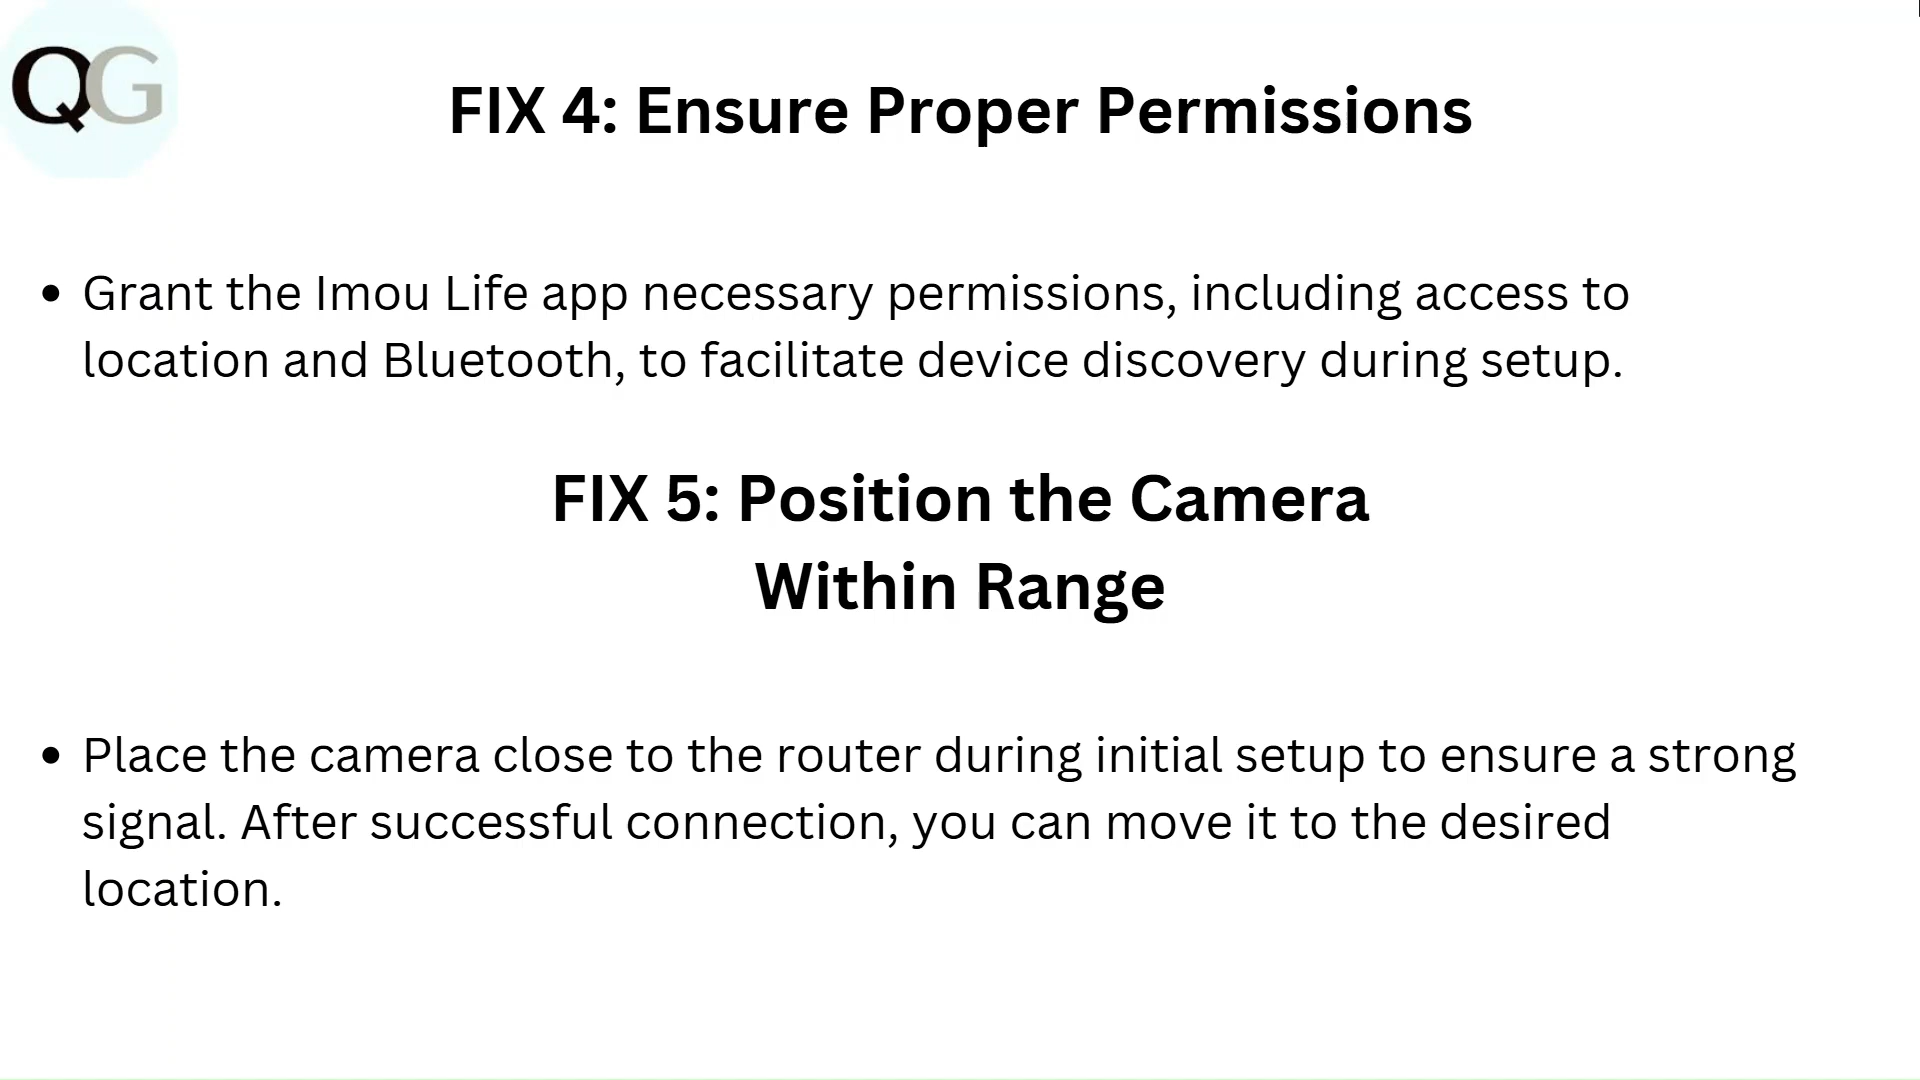 QG
FIX 4: Ensure Proper Permissions
• Grant the Imou Life app necessary permissions, including access to
location and Bluetooth, to facilitate device discovery during setup.
FIX 5: Position the Camera
Within Range
• Place the camera close to the router during initial setup to ensure a strong
signal. After successful connection, you can move it to the desired
location.